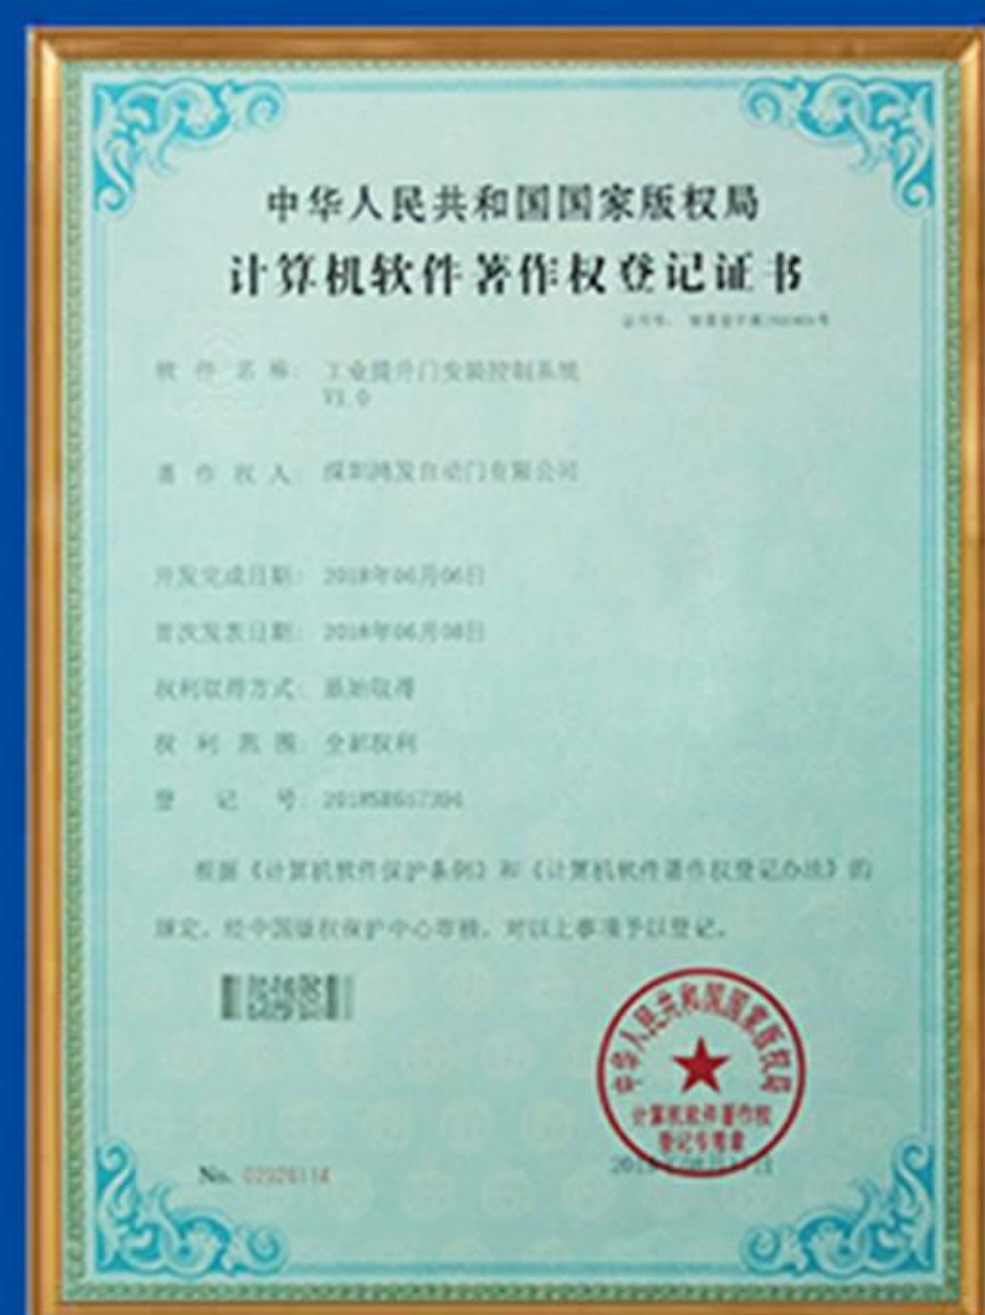 中华人民共和国国家版权局
计算机软件著作权登记证书
证书号:
软 件 名 称: 工业提升门安装控制系统
V1.0
著 作 权 人: 深圳鸿发自动门有限公司
开发完成日期: 2018年06月06日
首次发表日期: 2018年06月08日
权利取得方式: 原始取得
权 利 范 围: 全部权利
登 记 号: 2018SR657304
根据《计算机软件保护条例》和《计算机软件著作权登记办法》的
规定,经中国版权保护中心审核,对以上事项予以登记。
中华人民共和国国家版权局
计算机软件著作权
登记专用章
No.